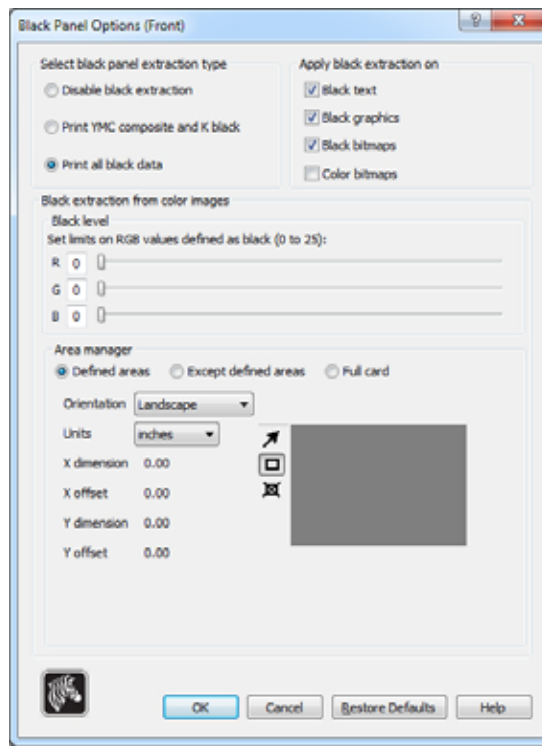 Black Panel Options (Front)
Select black panel extraction type
Disable black extraction
Print YMC composite and K black
Print all black data
Apply black extraction on
Black text
Black graphics
Black bitmaps
Color bitmaps
Black extraction from color images
Black level
Set limits on RGB values defined as black (0 to 25):
R 0
G 0
B 0
Area manager
Defined areas Except defined areas Full card
Orientation Landscape
Units inches
X dimension 0.00
X offset 0.00
Y dimension 0.00
Y offset 0.00
OK Cancel Restore Defaults Help